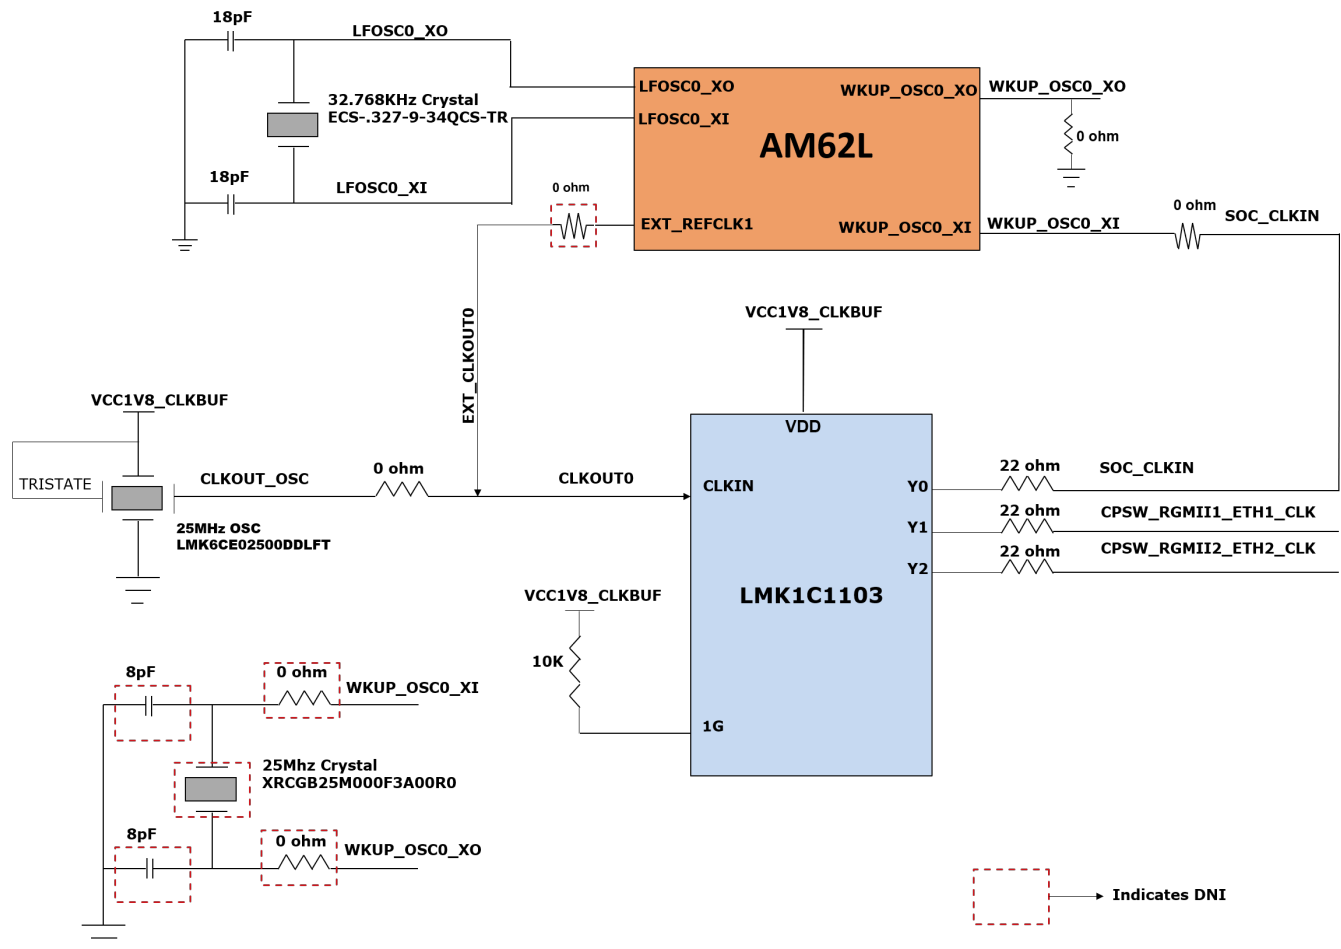 18pF
LFOSC0_XO
32.768KHz Crystal
ECS-.327-9-34QCS-TR
18pF
LFOSC0_XI
LFOSC0_XO
LFOSC0_XI
AM62L
WKUP_OSC0_XO
WKUP_OSC0_XO
0 ohm
0 ohm
EXT_REFCLK1
WKUP_OSC0_XI
WKUP_OSC0_XI
0 ohm
SOC_CLKIN
EXT_CLKOUT0
VCC1V8_CLKBUF
VCC1V8_CLKBUF
TRISTATE
CLKOUT_OSC
25MHz OSC
LMK6CE02500DDLFT
0 ohm
CLKOUT0
VDD
CLKIN
Y0
22 ohm
SOC_CLKIN
Y1
22 ohm
CPSW_RGMII1_ETH1_CLK
Y2
22 ohm
CPSW_RGMII2_ETH2_CLK
LMK1C1103
VCC1V8_CLKBUF
10K
1G
8pF
0 ohm
WKUP_OSC0_XI
25Mhz Crystal
XRCGB25M000F3A00R0
8pF
0 ohm
WKUP_OSC0_XO
Indicates DNI